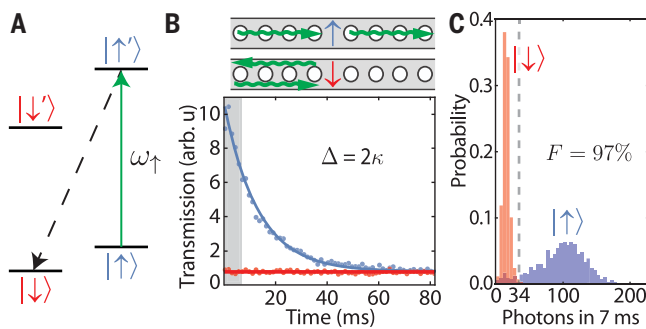 A
|↑'⟩
|↓'⟩
ω↑
|↑⟩
|↓⟩
B
Transmission (arb. u)
10
8
6
4
2
0
Δ = 2κ
20 40 60 80
Time (ms)
C
Probability
0.4
0.3
0.2
0.1
0.0
|↓⟩
F = 97%
|↑⟩
0 34 100 200
Photons in 7 ms